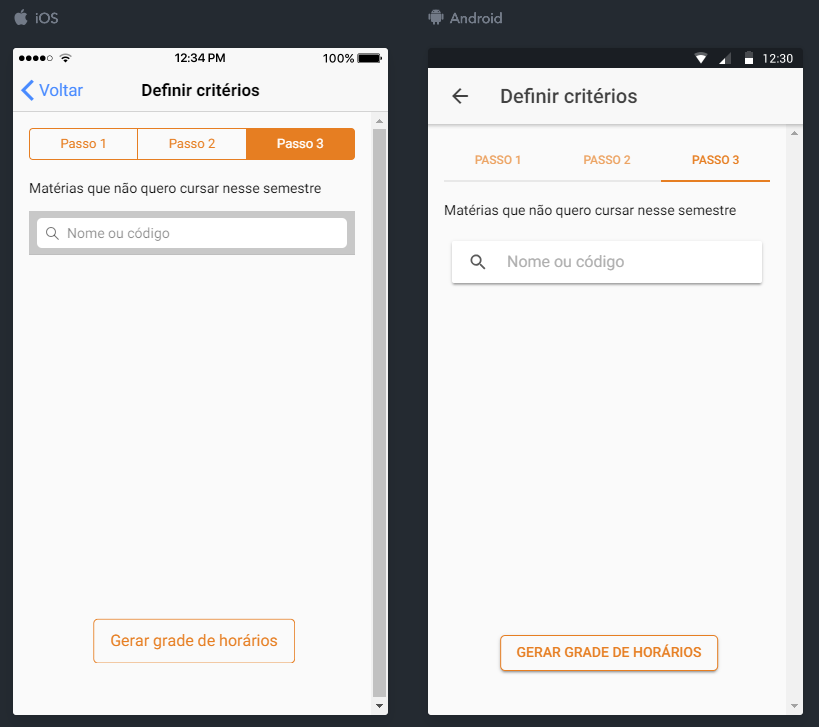 iOS
12:34 PM
100%
Voltar
Definir critérios
Passo 1
Passo 2
Passo 3
Matérias que não quero cursar nesse semestre
Nome ou código
Gerar grade de horários
Android
12:30
Definir critérios
PASSO 1
PASSO 2
PASSO 3
Matérias que não quero cursar nesse semestre
Nome ou código
GERAR GRADE DE HORÁRIOS